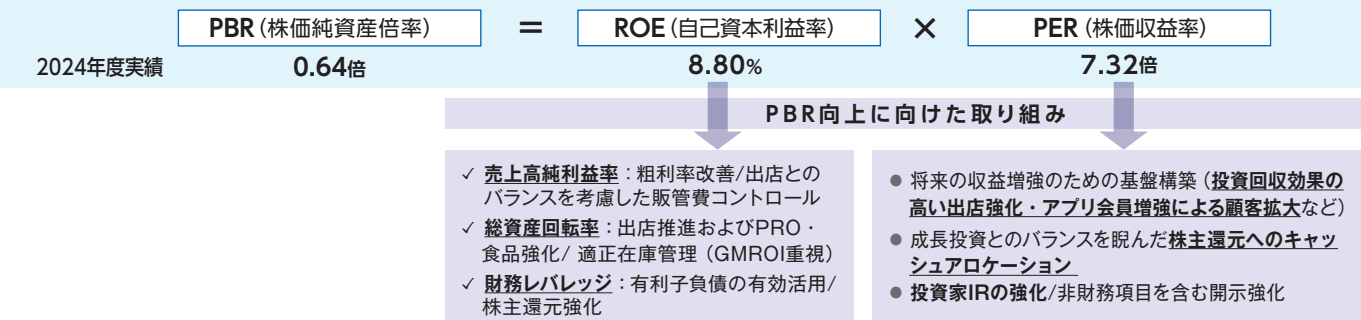 PBR（株価純資産倍率） = ROE（自己資本利益率） × PER（株価収益率）
2024年度実績 0.64倍 8.80% 7.32倍
PBR向上に向けた取り組み
✓ 売上高純利益率：粗利率改善/出店との
バランスを考慮した販管費コントロール
✓ 総資産回転率：出店推進およびPRO・
食品強化/ 適正在庫管理（GMROI重視）
✓ 財務レバレッジ：有利子負債の有効活用/
株主還元強化
● 将来の収益増強のための基盤構築（投資回収効果の
高い出店強化・アプリ会員増強による顧客拡大など）
● 成長投資とのバランスを睨んだ株主還元へのキャッ
シュアロケーション
● 投資家IRの強化/非財務項目を含む開示強化